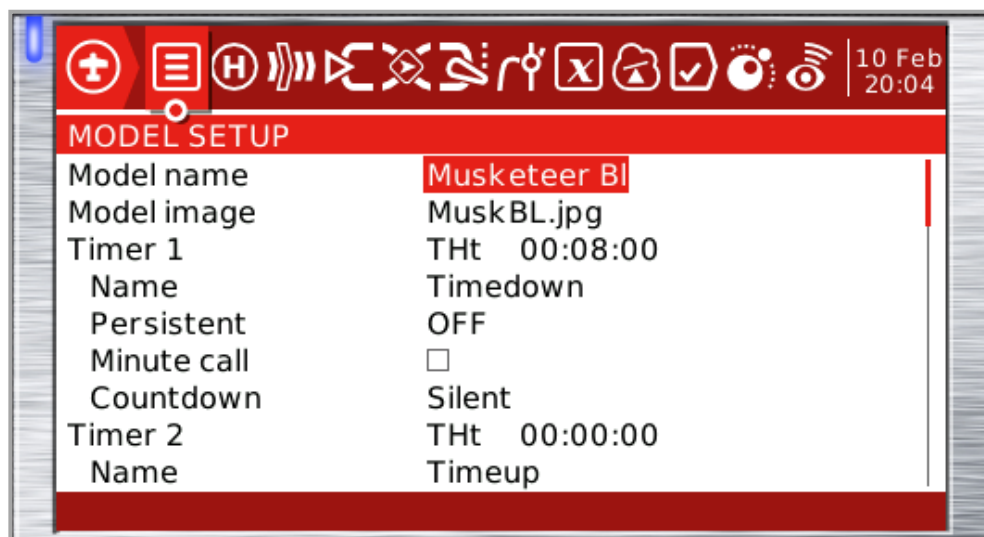 10 Feb
20:04
MODEL SETUP
Model name Musketeer Bl
Model image MuskBL.jpg
Timer 1 THt 00:08:00
Name Timedown
Persistent OFF
Minute call
Countdown Silent
Timer 2 THt 00:00:00
Name Timeup